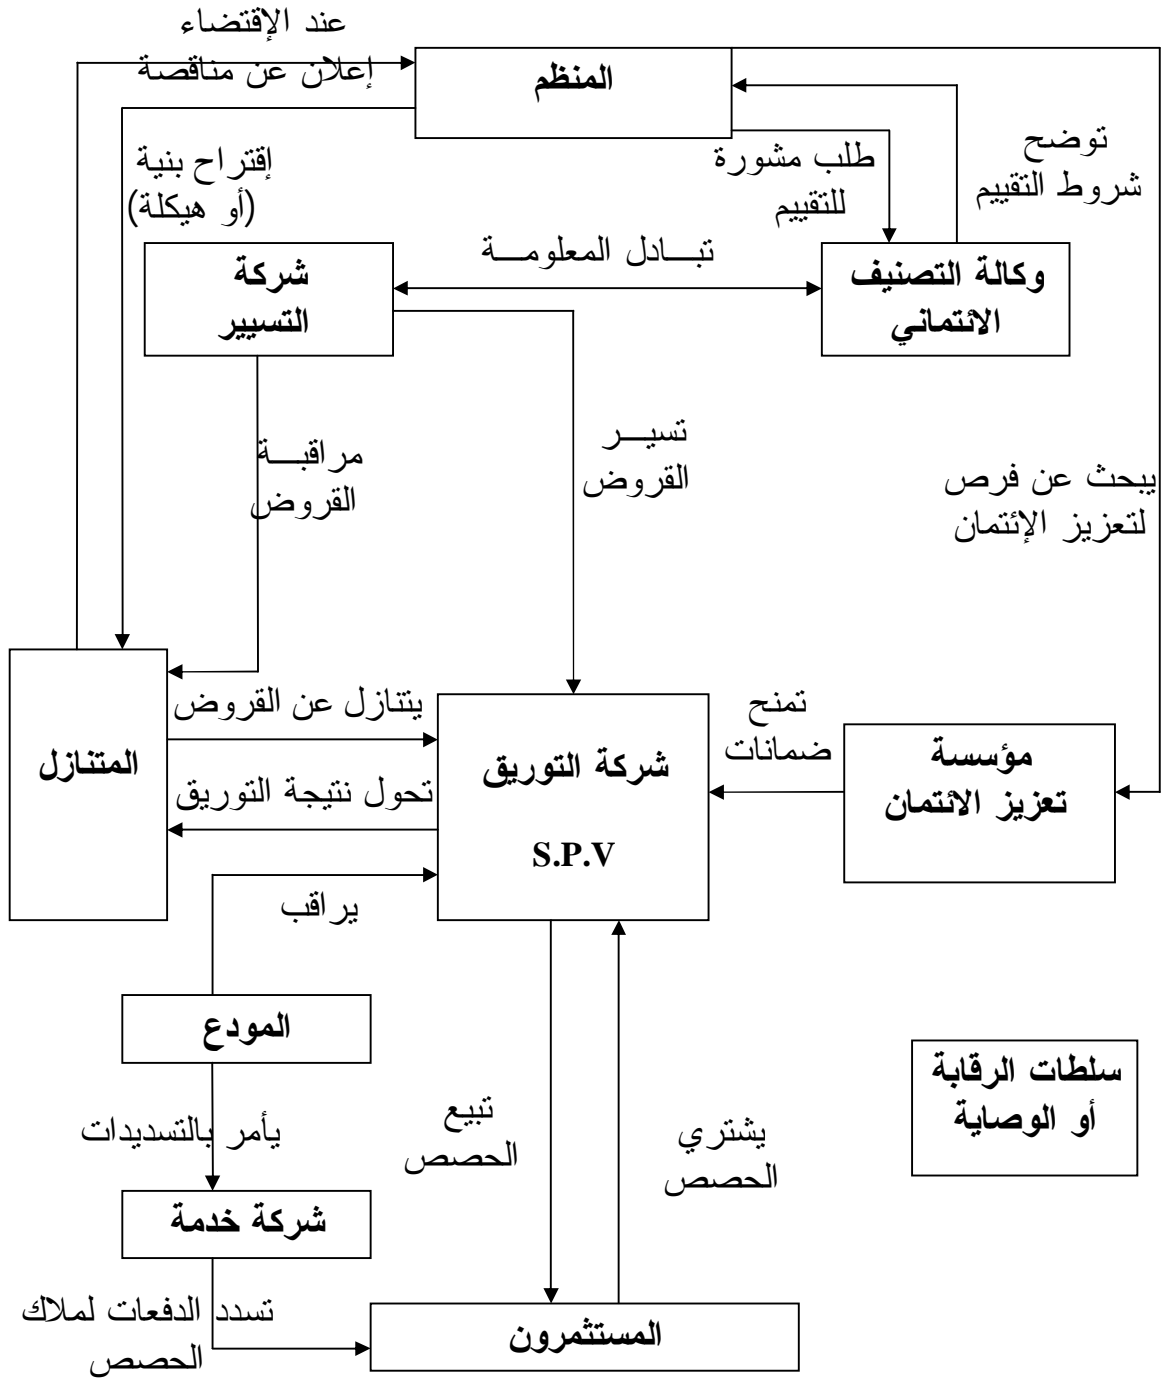 عند الإقتضاء
إعلان عن مناقصة
المنظم
توضح
شروط التقييم
طلب مشورة
للتقييم
إقتراح بنية
(أو هيكلة)
تبـــادل المعلومـــة
شركة
التسيير
وكالة التصنيف
الائتماني
تسيـــر
القروض
مراقبـــة
القروض
يبحث عن فرص
لتعزيز الإئتمان
يتنازل عن القروض
تمنح
ضمانات
المتنازل
شركة التوريق
S.P.V
مؤسسة
تعزيز الائتمان
تحول نتيجة التوريق
يراقب
المودع
سلطات الرقابة
أو الوصاية
يأمر بالتسديدات
تبيع
الحصص
يشتري
الحصص
شركة خدمة
تسدد الدفعات لملاك
الحصص
المستثمرون